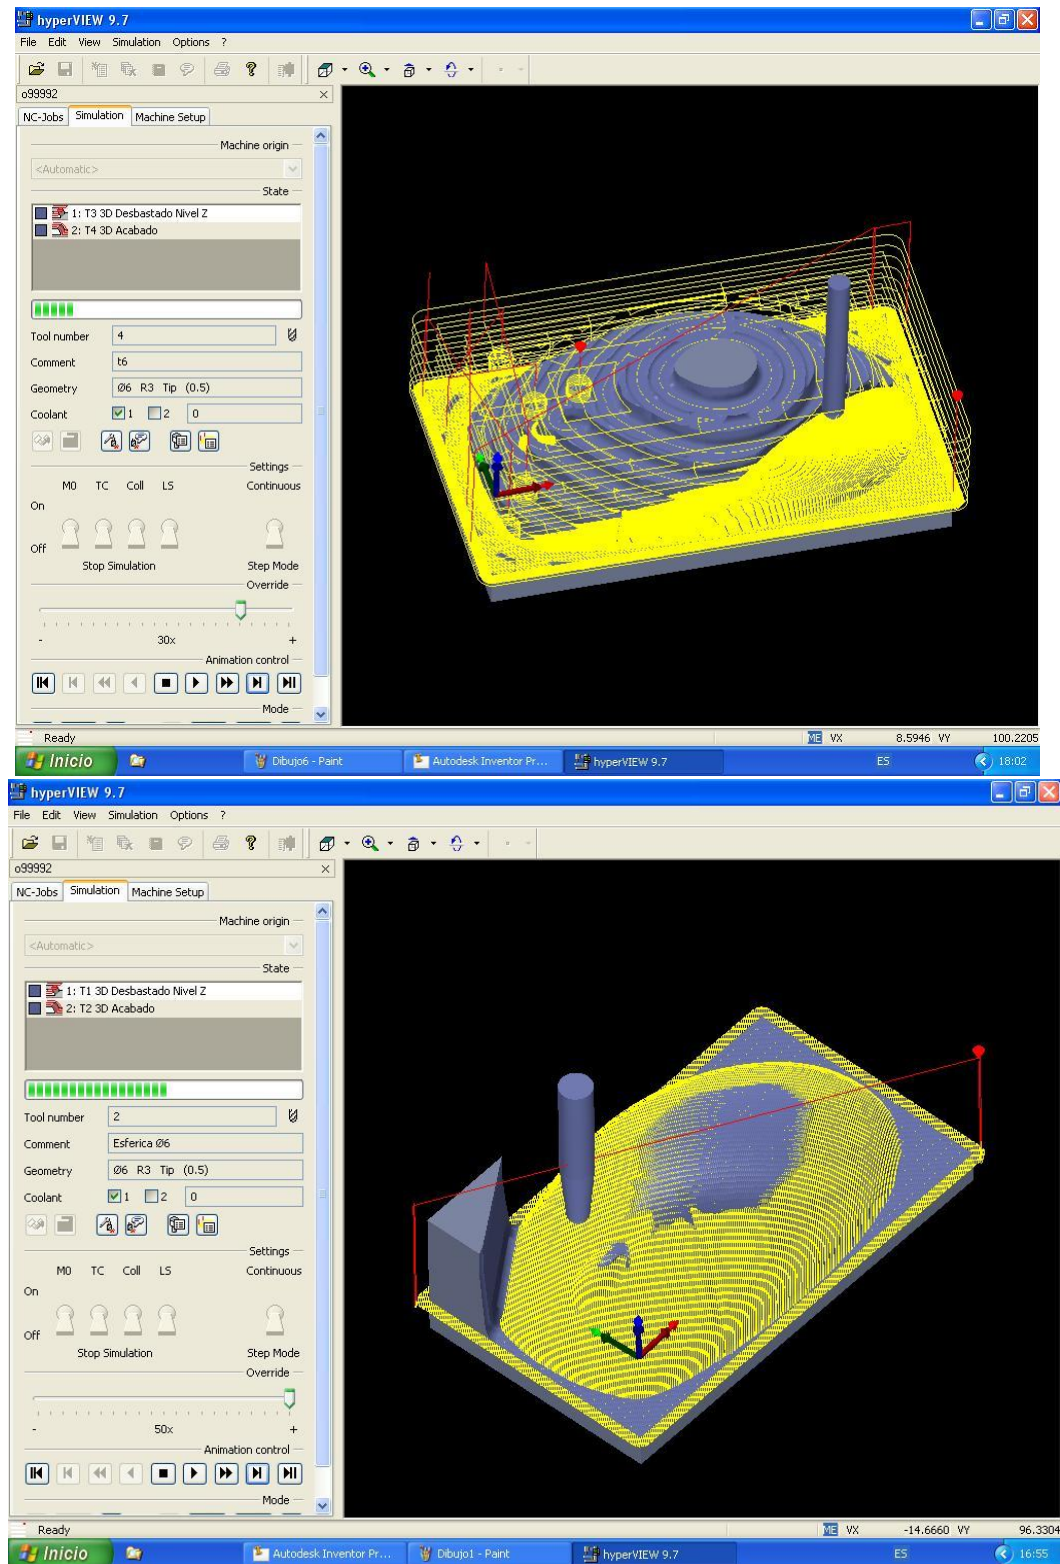 hyperVIEW 9.7
File Edit View Simulation Options ?
o99992
NC-Jobs Simulation Machine Setup
Machine origin
<Automatic>
State
1: T3 3D Desbastado Nivel Z
2: T4 3D Acabado
Tool number 4
Comment t6
Geometry Ø6 R3 Tip (0.5)
Coolant 1 2 0
Settings
M0 TC Coll LS Continuous
On
Off
Stop Simulation Step Mode
Override
- 30x +
Animation control
Mode
Ready ME VX 8.5946 VY 100.2205
Inicio Dibujo6 - Paint Autodesk Inventor Pr... hyperVIEW 9.7 ES 18:02
hyperVIEW 9.7
File Edit View Simulation Options ?
o99992
NC-Jobs Simulation Machine Setup
Machine origin
<Automatic>
State
1: T1 3D Desbastado Nivel Z
2: T2 3D Acabado
Tool number 2
Comment Esferica Ø6
Geometry Ø6 R3 Tip (0.5)
Coolant 1 2 0
Settings
M0 TC Coll LS Continuous
On
Off
Stop Simulation Step Mode
Override
- 50x +
Animation control
Mode
Ready ME VX -14.6660 VY 96.3304
Inicio Autodesk Inventor Pr... Dibujo1 - Paint hyperVIEW 9.7 ES 16:55